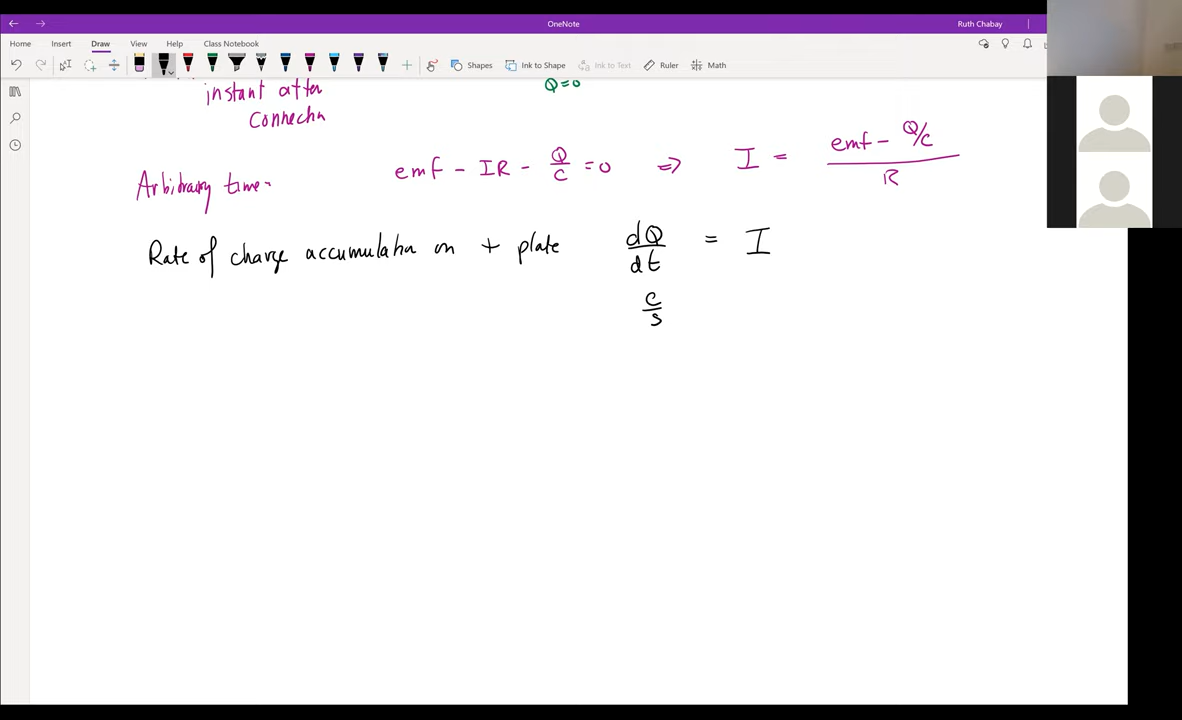 OneNote
Ruth Chabay
Home Insert Draw View Help Class Notebook
Shapes Ink to Shape Ink to Text Ruler Math
instant after
Connectn
Q=0
Arbitrary time-
emf - IR - Q/C = 0 ⇒ I = emf - Q/C / R
Rate of charge accumulation on + plate dQ/dt = I
C/s